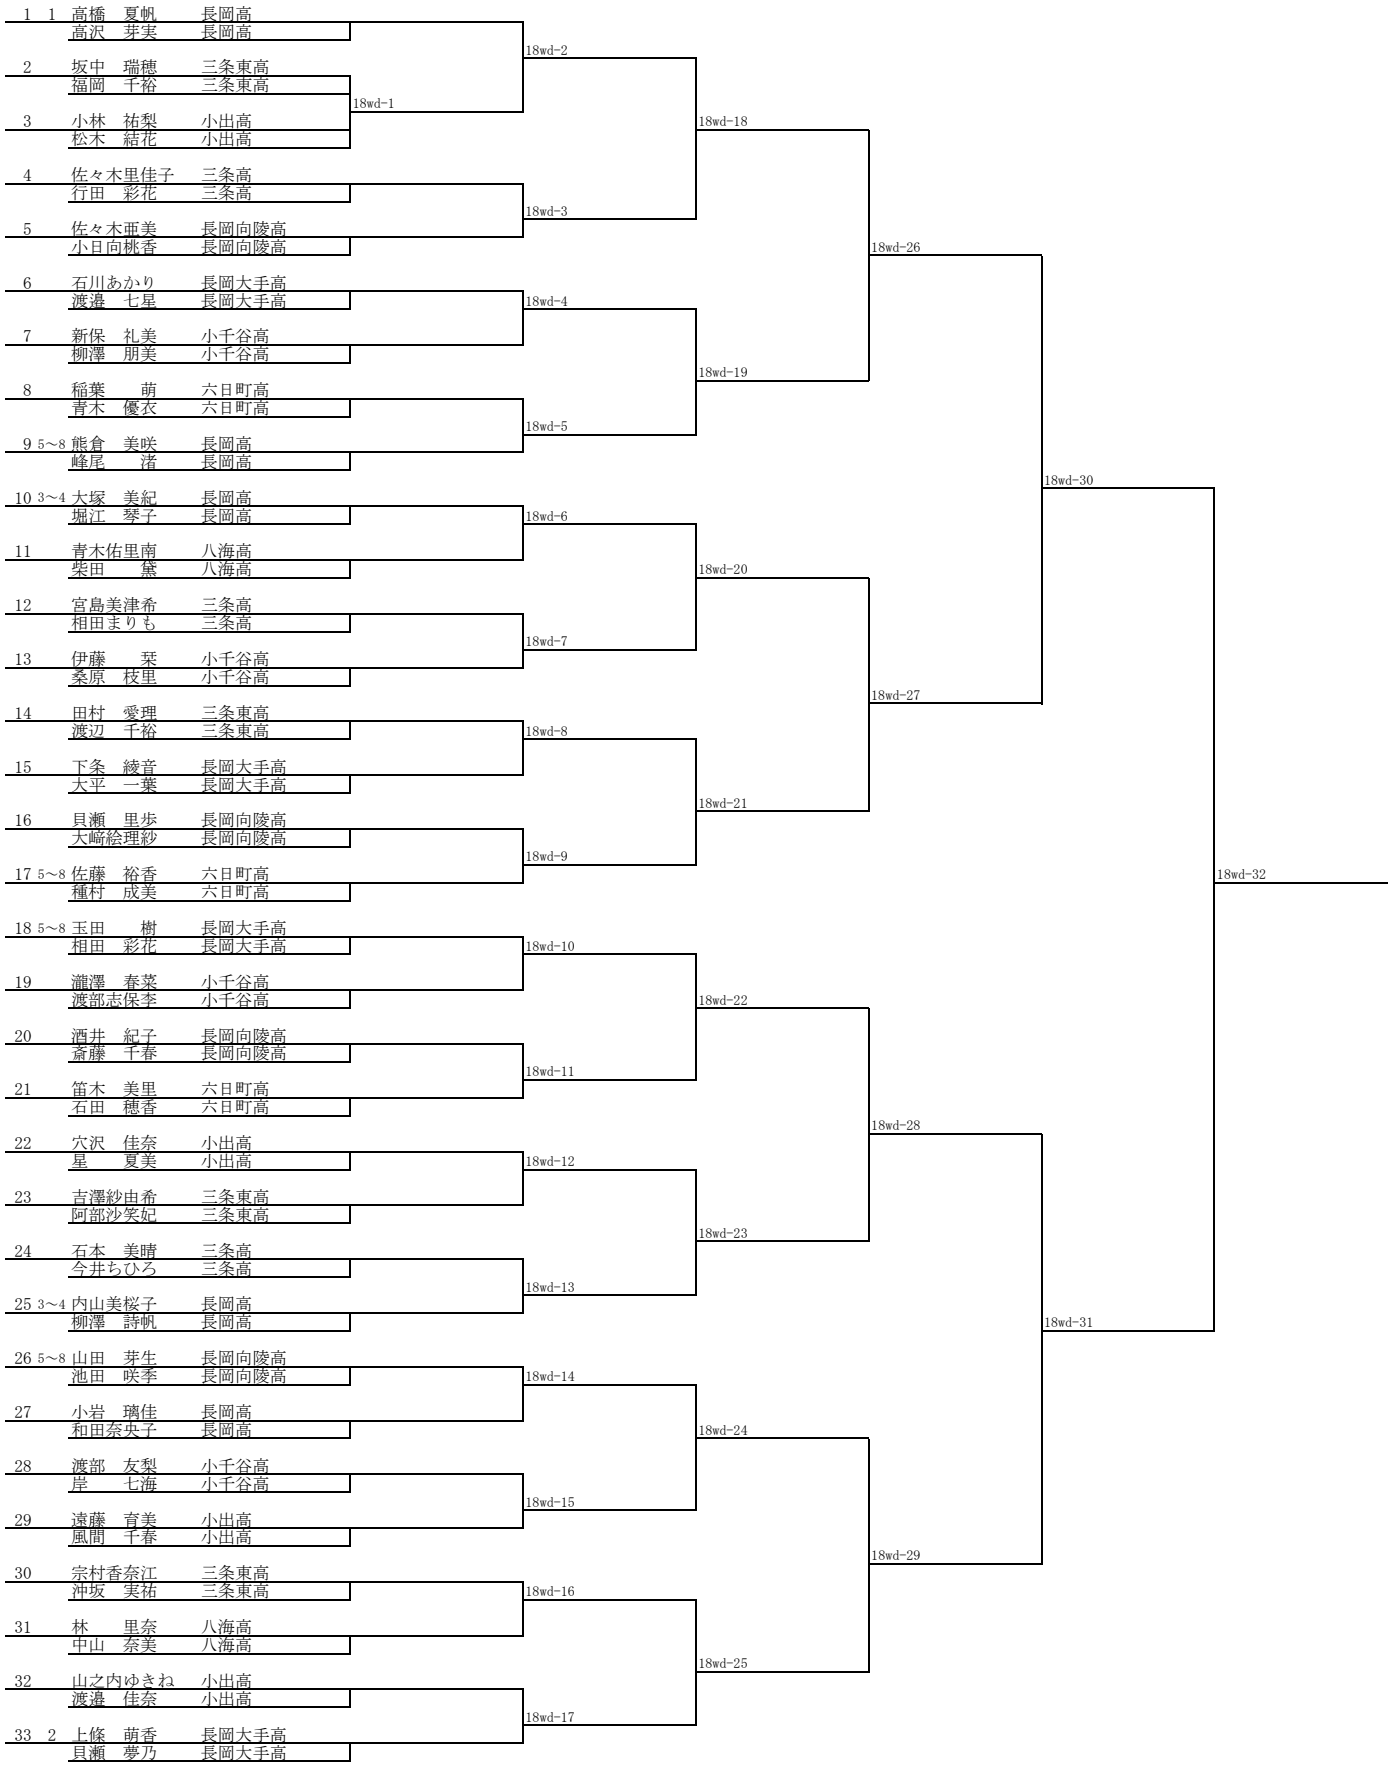 1 1 高橋 夏帆 長岡高
高沢 芽実 長岡高
18wd-2
2 坂中 瑞穂 三条東高
福岡 千裕 三条東高
18wd-1
3 小林 祐梨 小出高
18wd-18
松木 結花 小出高
4 佐々木里佳子 三条高
行田 彩花 三条高
18wd-3
5 佐々木亜美 長岡向陵高
小日向桃香 長岡向陵高
18wd-26
6 石川あかり 長岡大手高
渡邉 七星 長岡大手高
18wd-4
7 新保 礼美 小千谷高
柳澤 朋美 小千谷高
18wd-19
8 稲葉 萌 六日町高
青木 優衣 六日町高
18wd-5
9 5~8 熊倉 美咲 長岡高
峰尾 渚 長岡高
18wd-30
10 3~4 大塚 美紀 長岡高
堀江 琴子 長岡高
18wd-6
11 青木佑里南 八海高
柴田 黛 八海高
18wd-20
12 宮島美津希 三条高
相田まりも 三条高
18wd-7
13 伊藤 栞 小千谷高
桑原 枝里 小千谷高
18wd-27
14 田村 愛理 三条東高
渡辺 千裕 三条東高
18wd-8
15 下条 綾音 長岡大手高
大平 一葉 長岡大手高
18wd-21
16 貝瀬 里歩 長岡向陵高
大﨑絵理紗 長岡向陵高
18wd-9
17 5~8 佐藤 裕香 六日町高
18wd-32
種村 成美 六日町高
18 5~8 玉田 樹 長岡大手高
相田 彩花 長岡大手高
18wd-10
19 瀧澤 春菜 小千谷高
渡部志保李 小千谷高
18wd-22
20 酒井 紀子 長岡向陵高
斎藤 千春 長岡向陵高
18wd-11
21 笛木 美里 六日町高
石田 穂香 六日町高
18wd-28
22 穴沢 佳奈 小出高
星 夏美 小出高
18wd-12
23 吉澤紗由希 三条東高
阿部沙笑妃 三条東高
18wd-23
24 石本 美晴 三条高
今井ちひろ 三条高
18wd-13
25 3~4 内山美桜子 長岡高
柳澤 詩帆 長岡高
18wd-31
26 5~8 山田 芽生 長岡向陵高
池田 咲季 長岡向陵高
18wd-14
27 小岩 璃佳 長岡高
和田奈央子 長岡高
18wd-24
28 渡部 友梨 小千谷高
岸 七海 小千谷高
18wd-15
29 遠藤 育美 小出高
風間 千春 小出高
18wd-29
30 宗村香奈江 三条東高
沖坂 実祐 三条東高
18wd-16
31 林 里奈 八海高
中山 奈美 八海高
18wd-25
32 山之内ゆきね 小出高
渡邉 佳奈 小出高
18wd-17
33 2 上條 萌香 長岡大手高
貝瀬 夢乃 長岡大手高